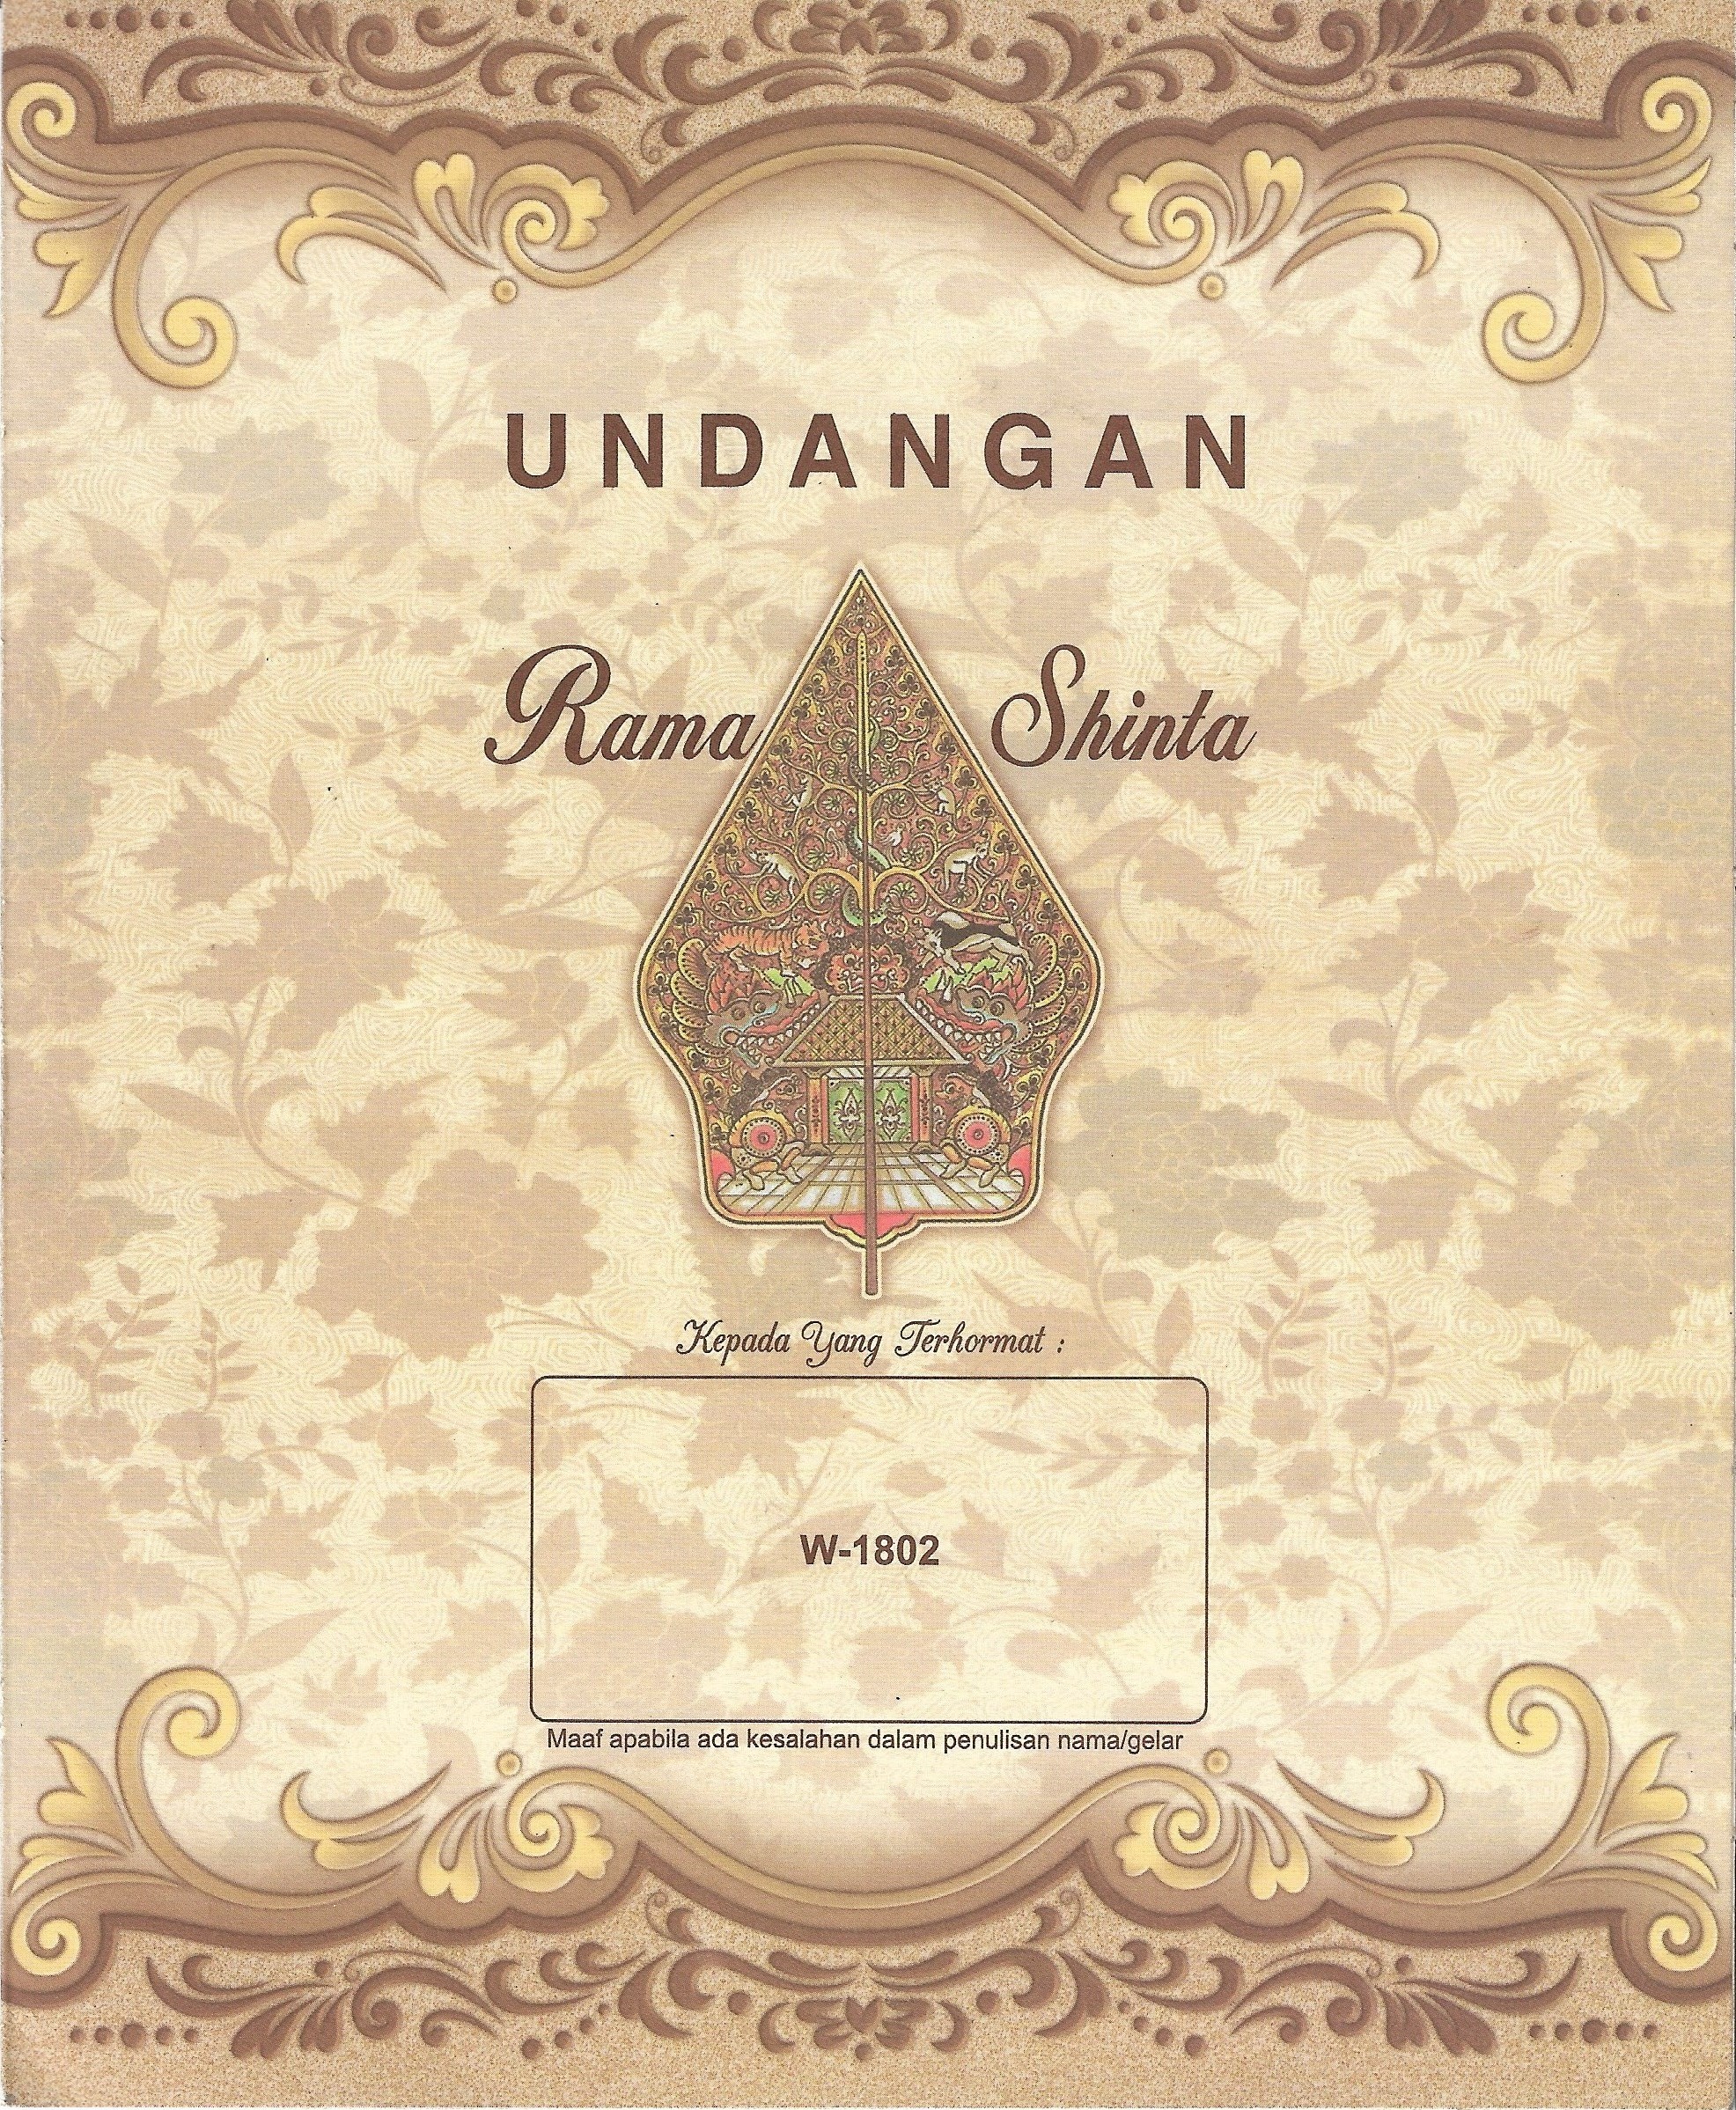 UNDANGAN
Rama Shinta
Kepada Yang Terhormat :
W-1802
Maaf apabila ada kesalahan dalam penulisan nama/gelar